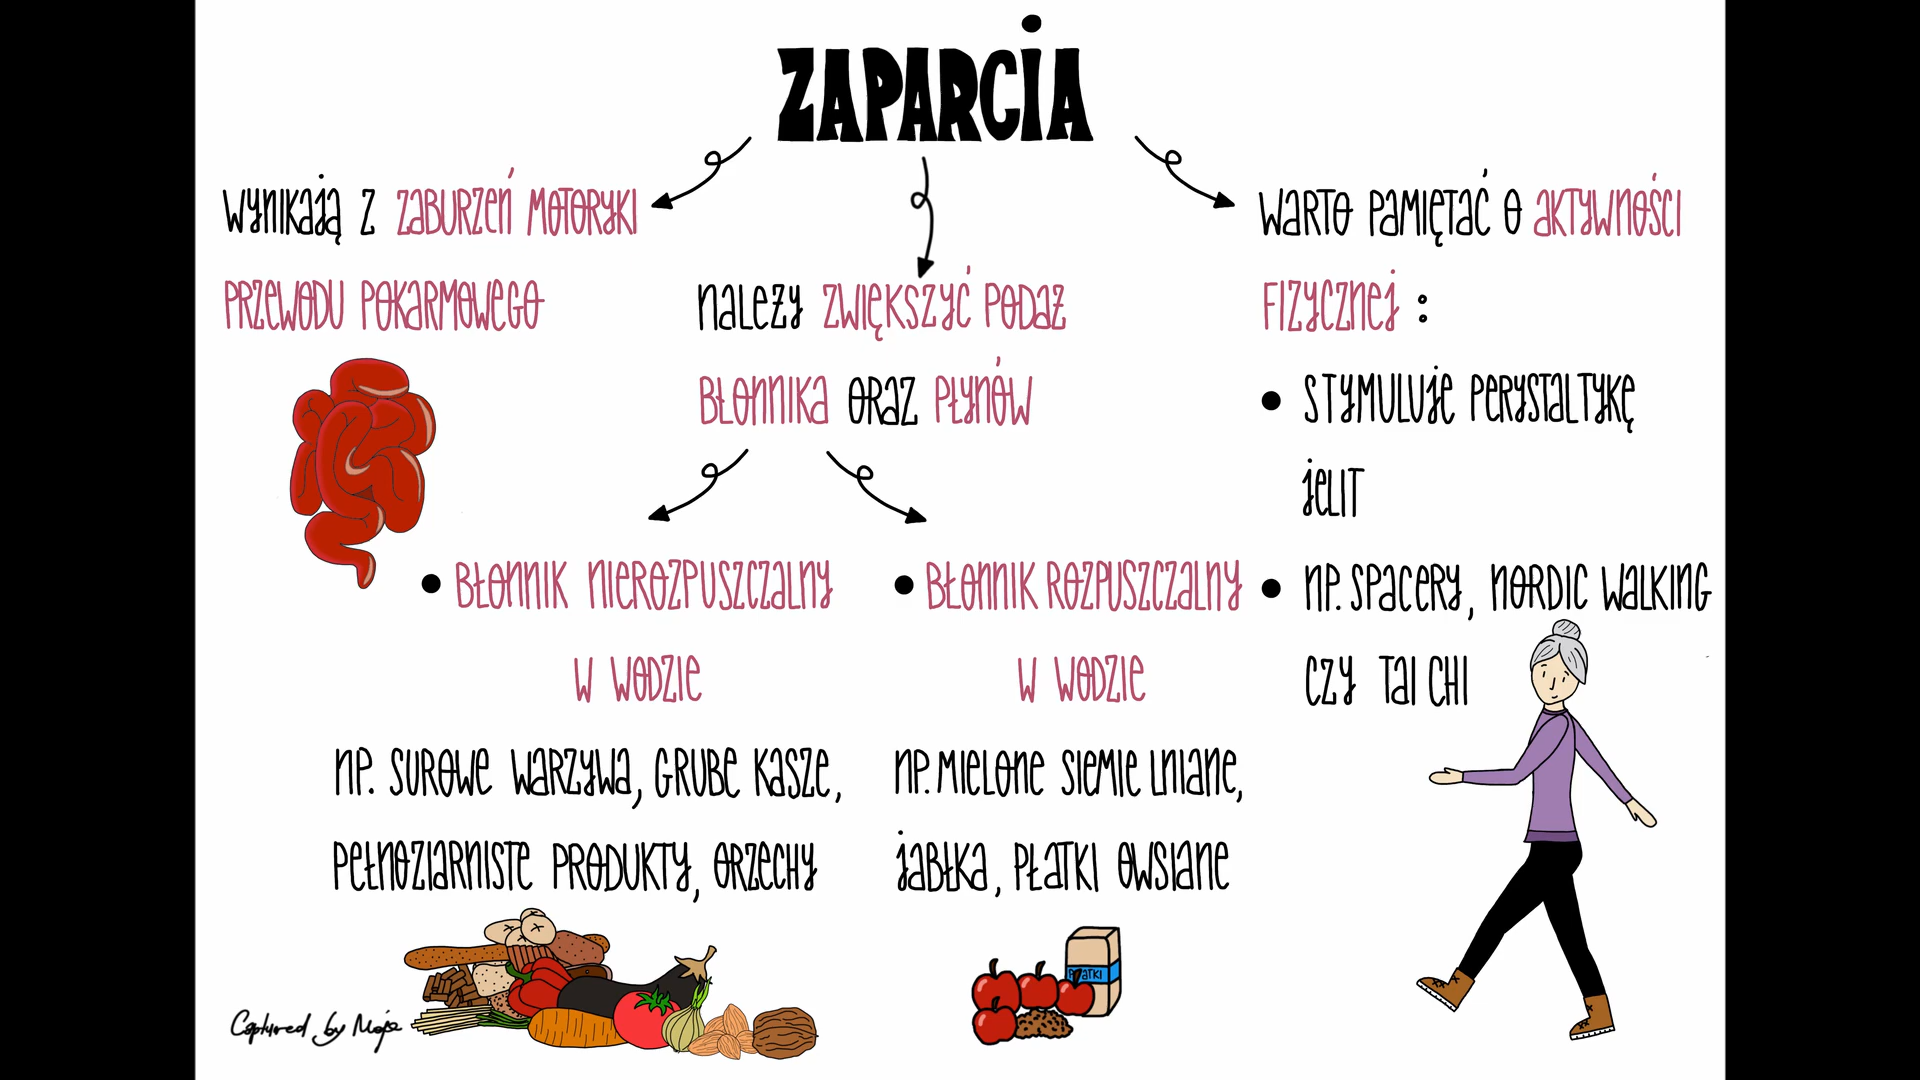 ZAPARCIA
WYNIKAJĄ Z ZABURZEŃ MOTORYKI
PRZEWODU POKARMOWEGO
NALEŻY ZWIĘKSZYĆ PODAŻ
BŁONNIKA ORAZ PŁYNÓW
BŁONNIK NIEROZPUSZCZALNY
W WODZIE
NP. SUROWE WARZYWA, GRUBE KASZE,
PEŁNOZIARNISTE PRODUKTY, ORZECHY
BŁONNIK ROZPUSZCZALNY
W WODZIE
NP. MIELONE SIEMIE LNIANE,
JABŁKA, PŁATKI OWSIANE
PŁATKI
WARTO PAMIĘTAĆ O AKTYWNOŚCI
FIZYCZNEJ :
STYMULUJE PERYSTALTYKĘ
JELIT
NP. SPACERY, NORDIC WALKING
CZY TAI CHI
Captured by Maja